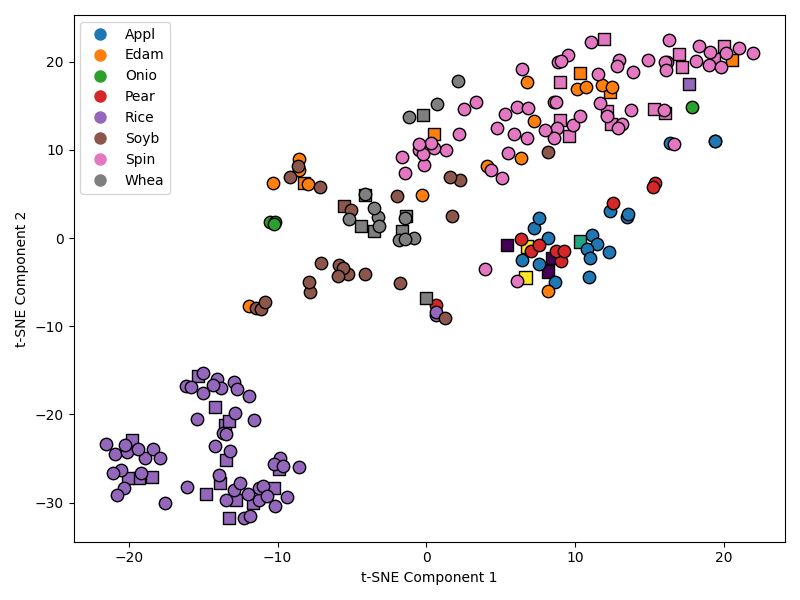 Appl
Edam
Onio
Pear
Rice
Soyb
Spin
Whea
20
10
0
−10
−20
−30
−20
−10
0
10
20
t-SNE Component 2
t-SNE Component 1